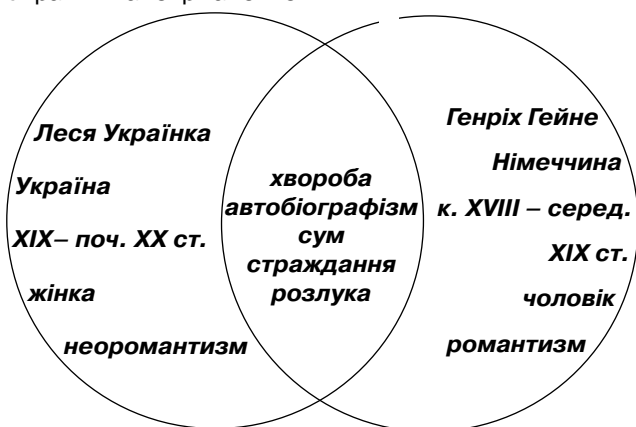 Леся Українка
Україна
XIX– поч. XX ст.
жінка
неоромантизм
хвороба
автобіографізм
сум
страждання
розлука
Генріх Гейне
Німеччина
к. XVIII – серед.
XIX ст.
чоловік
романтизм